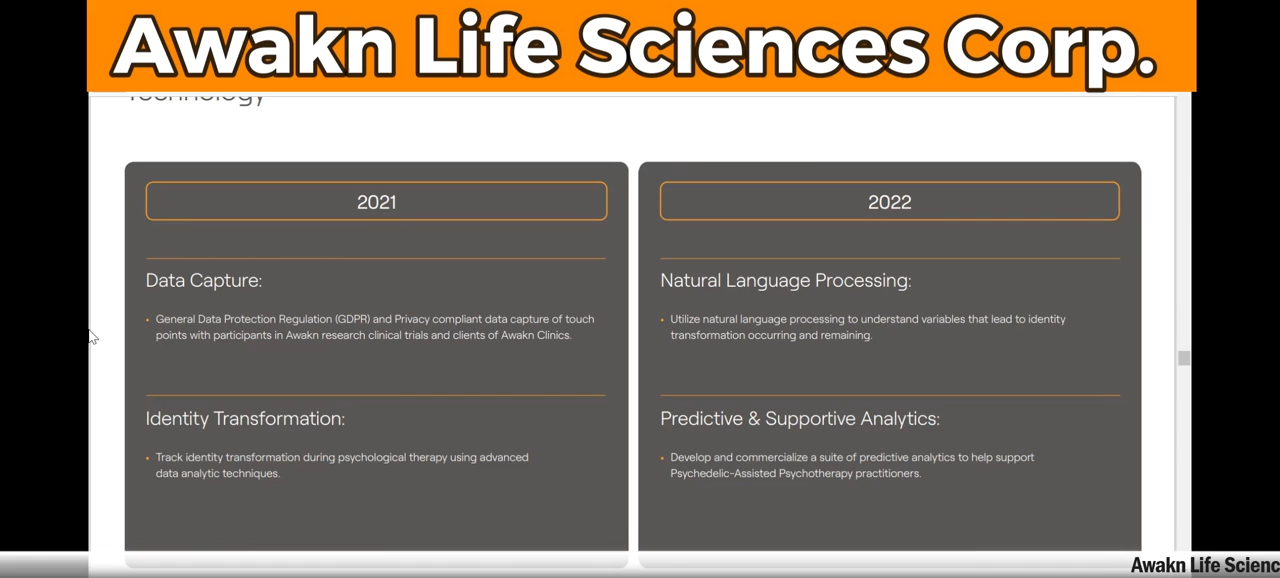 Awakn Life Sciences Corp.
Technology
2021
Data Capture:
• General Data Protection Regulation (GDPR) and Privacy compliant data capture of touch
points with participants in Awakn research clinical trials and clients of Awakn Clinics.
Identity Transformation:
• Track identity transformation during psychological therapy using advanced
data analytic techniques.
2022
Natural Language Processing:
• Utilize natural language processing to understand variables that lead to identity
transformation occurring and remaining.
Predictive & Supportive Analytics:
• Develop and commercialize a suite of predictive analytics to help support
Psychedelic-Assisted Psychotherapy practitioners.
Awakn Life Scienc